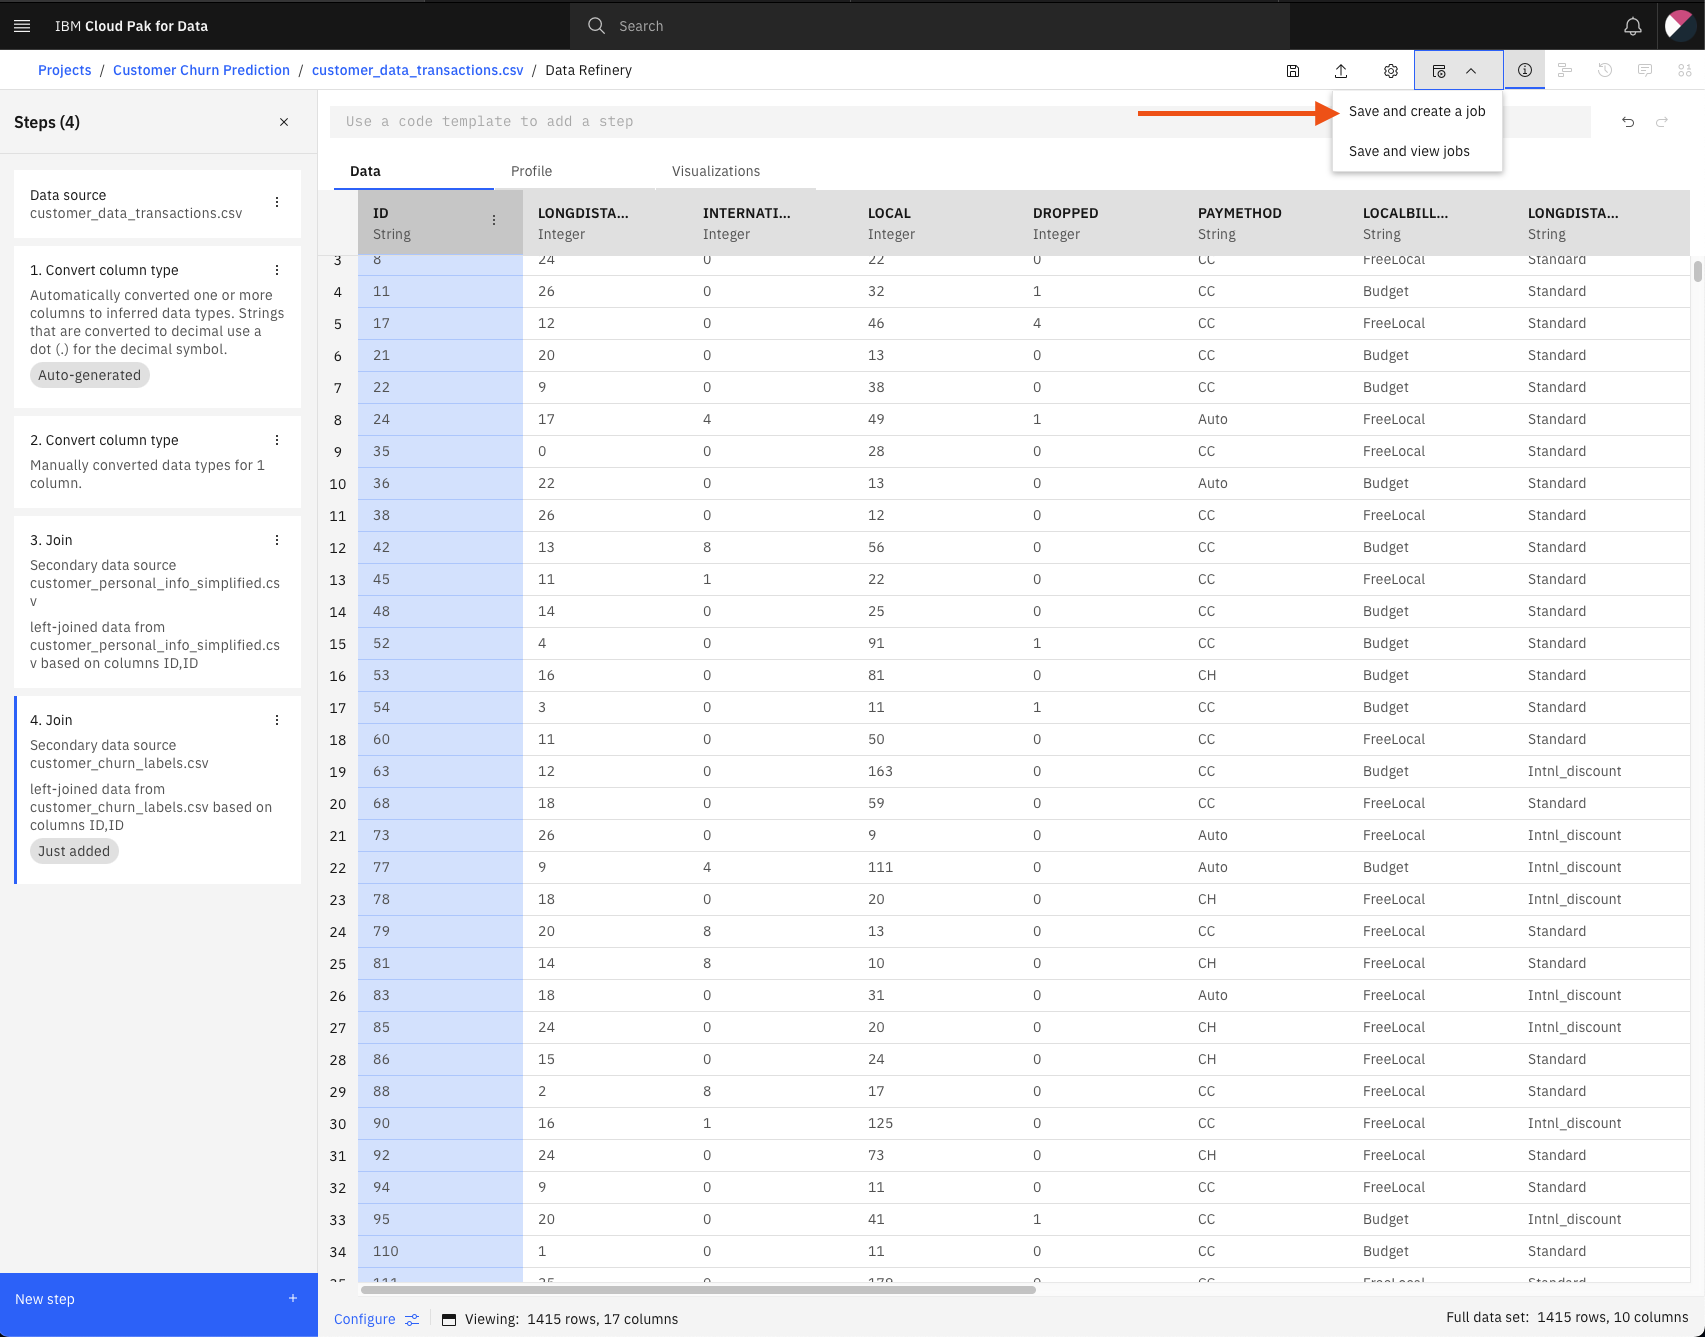 IBM Cloud Pak for Data
Search
Projects / Customer Churn Prediction / customer_data_transactions.csv / Data Refinery
Save and create a job
Save and view jobs
Steps (4)
Data source
customer_data_transactions.csv
1. Convert column type
Automatically converted one or more
columns to inferred data types. Strings
that are converted to decimal use a
dot (.) for the decimal symbol.
Auto-generated
2. Convert column type
Manually converted data types for 1
column.
3. Join
Secondary data source
customer_personal_info_simplified.cs
v
left-joined data from
customer_personal_info_simplified.cs
v based on columns ID,ID
4. Join
Secondary data source
customer_churn_labels.csv
left-joined data from
customer_churn_labels.csv based on
columns ID,ID
Just added
New step +
Use a code template to add a step
Data Profile Visualizations
ID LONGDISTA... INTERNATI... LOCAL DROPPED PAYMETHOD LOCALBILL... LONGDISTA...
String Integer Integer Integer Integer String String String
3 8 24 0 22 0 CC FreeLocal Standard
4 11 26 0 32 1 CC Budget Standard
5 17 12 0 46 4 CC FreeLocal Standard
6 21 20 0 13 0 CC Budget Standard
7 22 9 0 38 0 CC Budget Standard
8 24 17 4 49 1 Auto FreeLocal Standard
9 35 0 0 28 0 CC FreeLocal Standard
10 36 22 0 13 0 Auto Budget Standard
11 38 26 0 12 0 CC FreeLocal Standard
12 42 13 8 56 0 CC Budget Standard
13 45 11 1 22 0 CC FreeLocal Standard
14 48 14 0 25 0 CC Budget Standard
15 52 4 0 91 1 CC Budget Standard
16 53 16 0 81 0 CH Budget Standard
17 54 3 0 11 1 CC Budget Standard
18 60 11 0 50 0 CC FreeLocal Standard
19 63 12 0 163 0 CC Budget Intnl_discount
20 68 18 0 59 0 CC FreeLocal Standard
21 73 26 0 9 0 Auto FreeLocal Intnl_discount
22 77 9 4 111 0 Auto Budget Intnl_discount
23 78 18 0 20 0 CH FreeLocal Intnl_discount
24 79 20 8 13 0 CC FreeLocal Standard
25 81 14 8 10 0 CH FreeLocal Standard
26 83 18 0 31 0 Auto FreeLocal Intnl_discount
27 85 24 0 20 0 CH FreeLocal Intnl_discount
28 86 15 0 24 0 CH FreeLocal Standard
29 88 2 8 17 0 CC FreeLocal Standard
30 90 16 1 125 0 CC FreeLocal Intnl_discount
31 92 24 0 73 0 CH FreeLocal Standard
32 94 9 0 11 0 CC FreeLocal Standard
33 95 20 0 41 1 CC Budget Intnl_discount
34 110 1 0 11 0 CC Budget Standard
Configure Viewing: 1415 rows, 17 columns
Full data set: 1415 rows, 10 columns